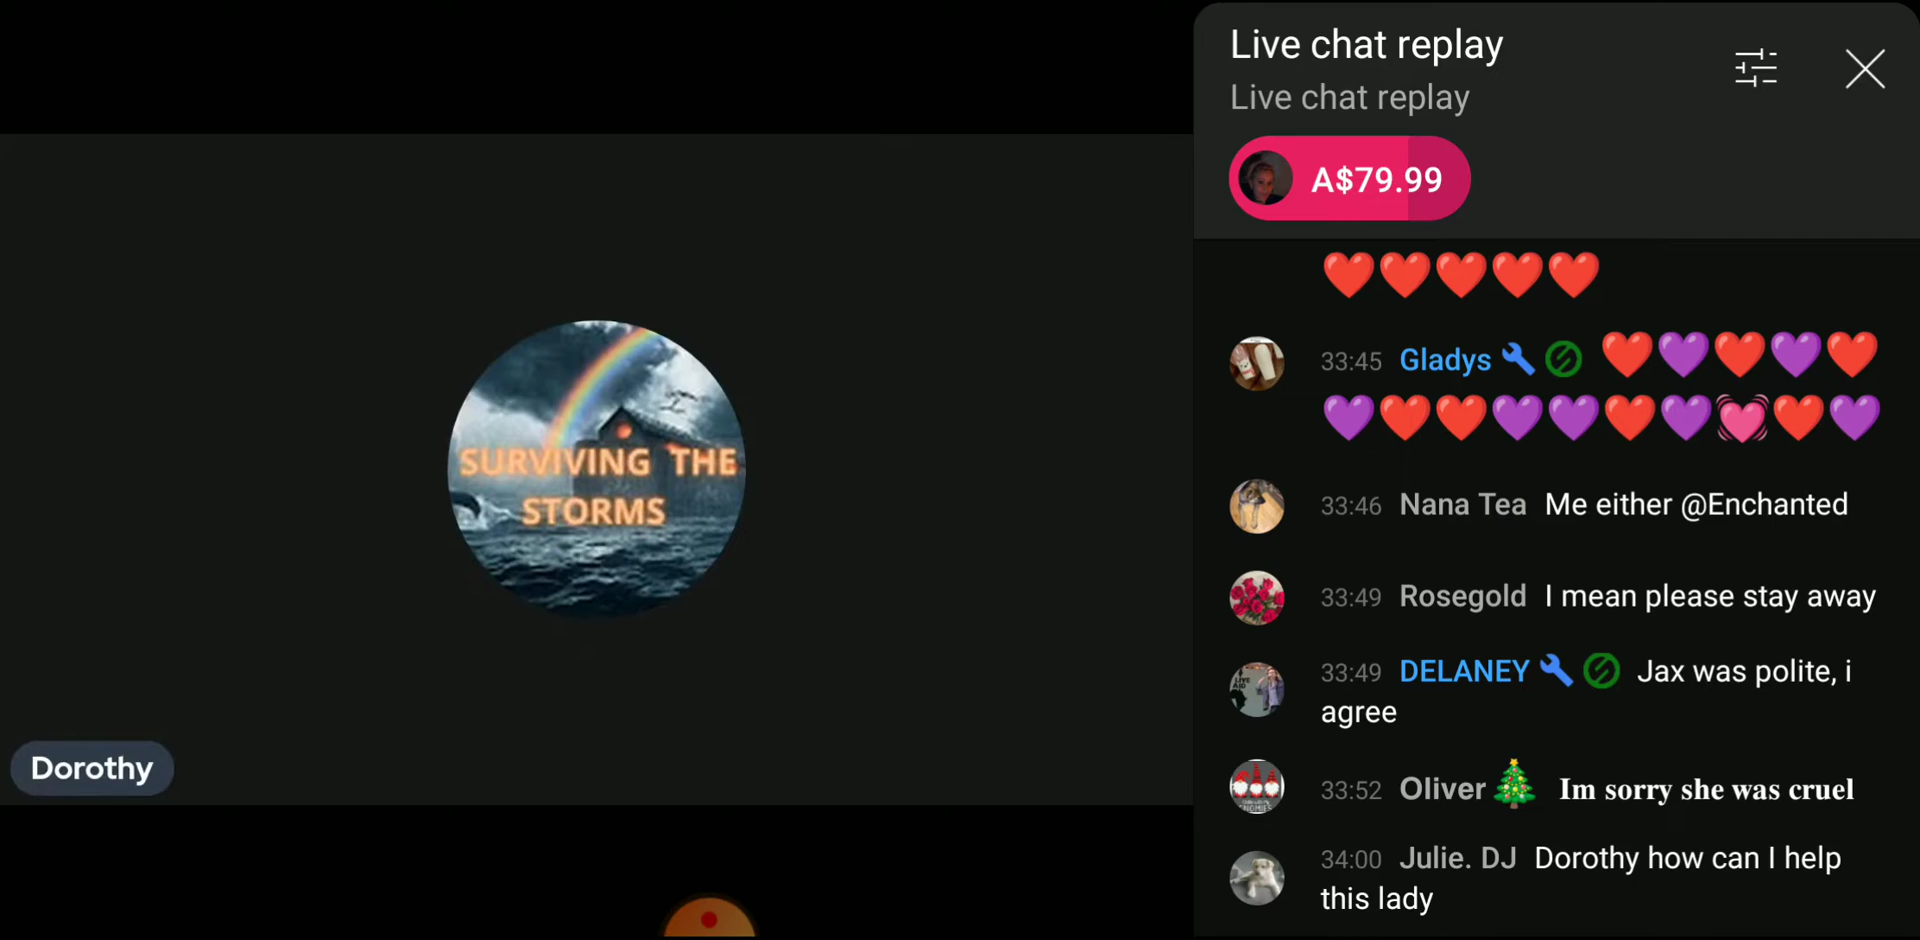 SURVIVING THE
STORMS
Dorothy
Live chat replay
Live chat replay
A$79.99
33:45 Gladys
33:46 Nana Tea Me either @Enchanted
33:49 Rosegold I mean please stay away
33:49 DELANEY Jax was polite, i
agree
33:52 Oliver Im sorry she was cruel
34:00 Julie. DJ Dorothy how can I help
this lady